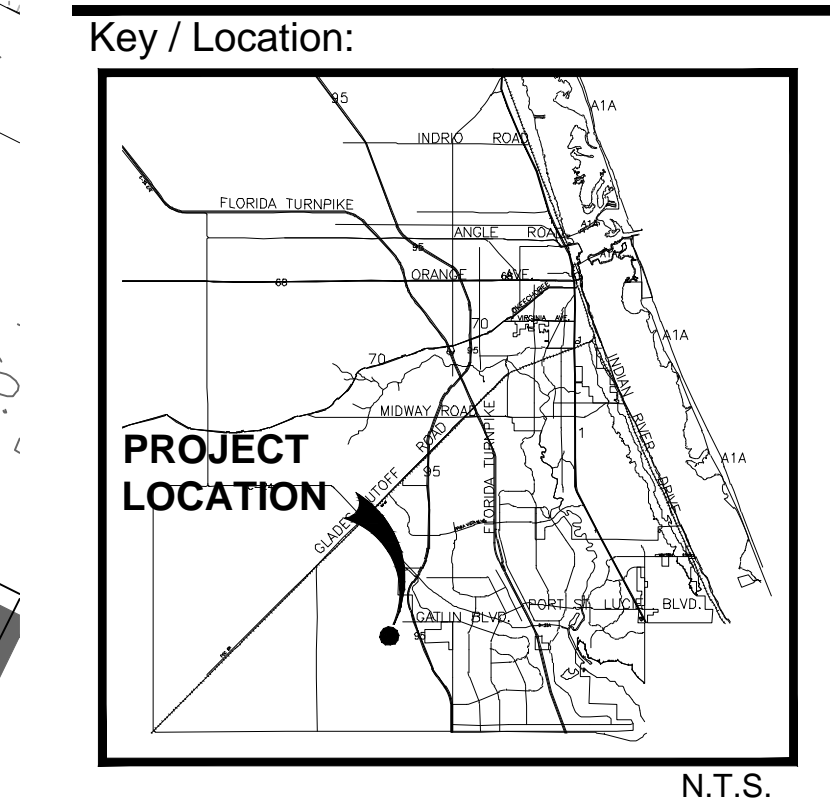 Key / Location:
95
A1A
INDRIO ROAD
FLORIDA TURNPIKE
A1A
ANGLE ROAD
95
68
ORANGE AVE.
68
OKEECHOBEE
70
VIRGINIA AVE.
A1A
95
70
1
INDIAN RIVER DRIVE
MIDWAY ROAD
FLORIDA TURNPIKE
1
PROJECT
LOCATION
95
A1A
GLADES CUTOFF ROAD
PORT ST. LUCIE BLVD.
GATLIN BLVD.
95
N.T.S.